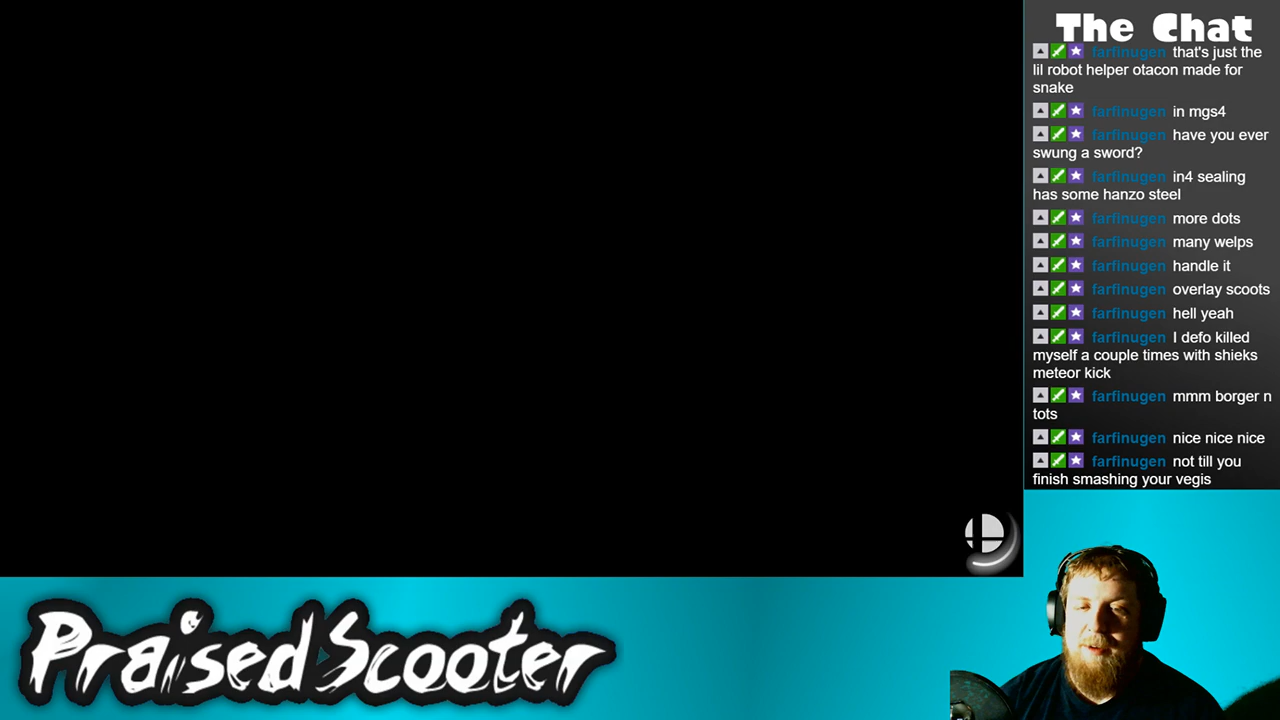 The Chat
farfinugen that's just the
lil robot helper otacon made for
snake
farfinugen in mgs4
farfinugen have you ever
swung a sword?
farfinugen in4 sealing
has some hanzo steel
farfinugen more dots
farfinugen many welps
farfinugen handle it
farfinugen overlay scoots
farfinugen hell yeah
farfinugen I defo killed
myself a couple times with shieks
meteor kick
farfinugen mmm borger n
tots
farfinugen nice nice nice
farfinugen not till you
finish smashing your vegis
PraisedScooter